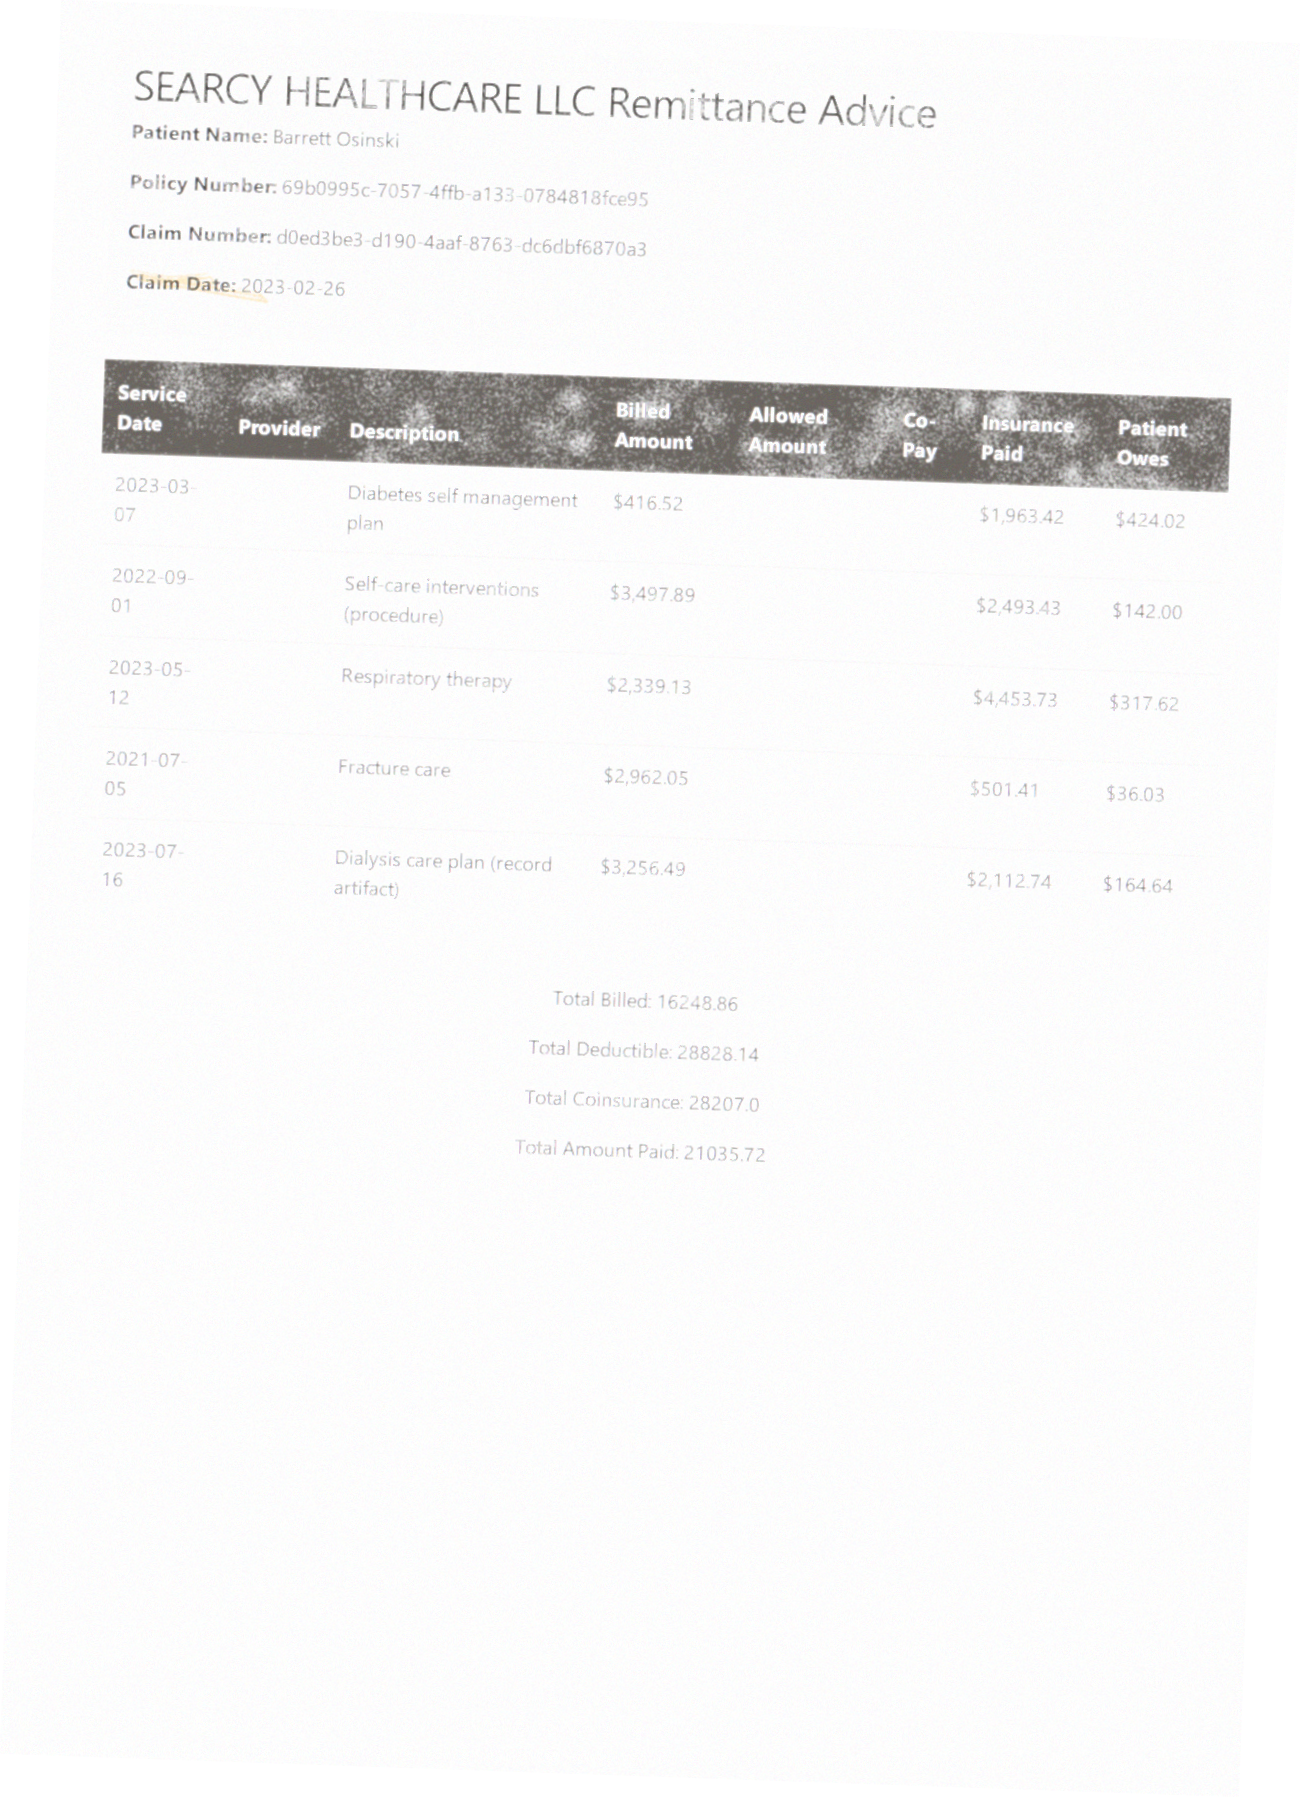 SEARCY HEALTHCARE LLC Remittance Advice
Patient Name: Barrett Osinski
Policy Number: 69b0995c-7057-4ffb-a133-0784818fce95
Claim Number: d0ed3be3-d190-4aaf-8763-dc6dbf6870a3
Claim Date: 2023-02-26
Service Date Provider Description Billed Amount Allowed Amount Co-Pay Insurance Paid Patient Owes
2023-03-07 Diabetes self management plan $416.52 $1,963.42 $424.02
2022-09-01 Self-care interventions (procedure) $3,497.89 $2,493.43 $142.00
2023-05-12 Respiratory therapy $2,339.13 $4,453.73 $317.62
2021-07-05 Fracture care $2,962.05 $501.41 $36.03
2023-07-16 Dialysis care plan (record artifact) $3,256.49 $2,112.74 $164.64
Total Billed: 16248.86
Total Deductible: 28828.14
Total Coinsurance: 28207.0
Total Amount Paid: 21035.72